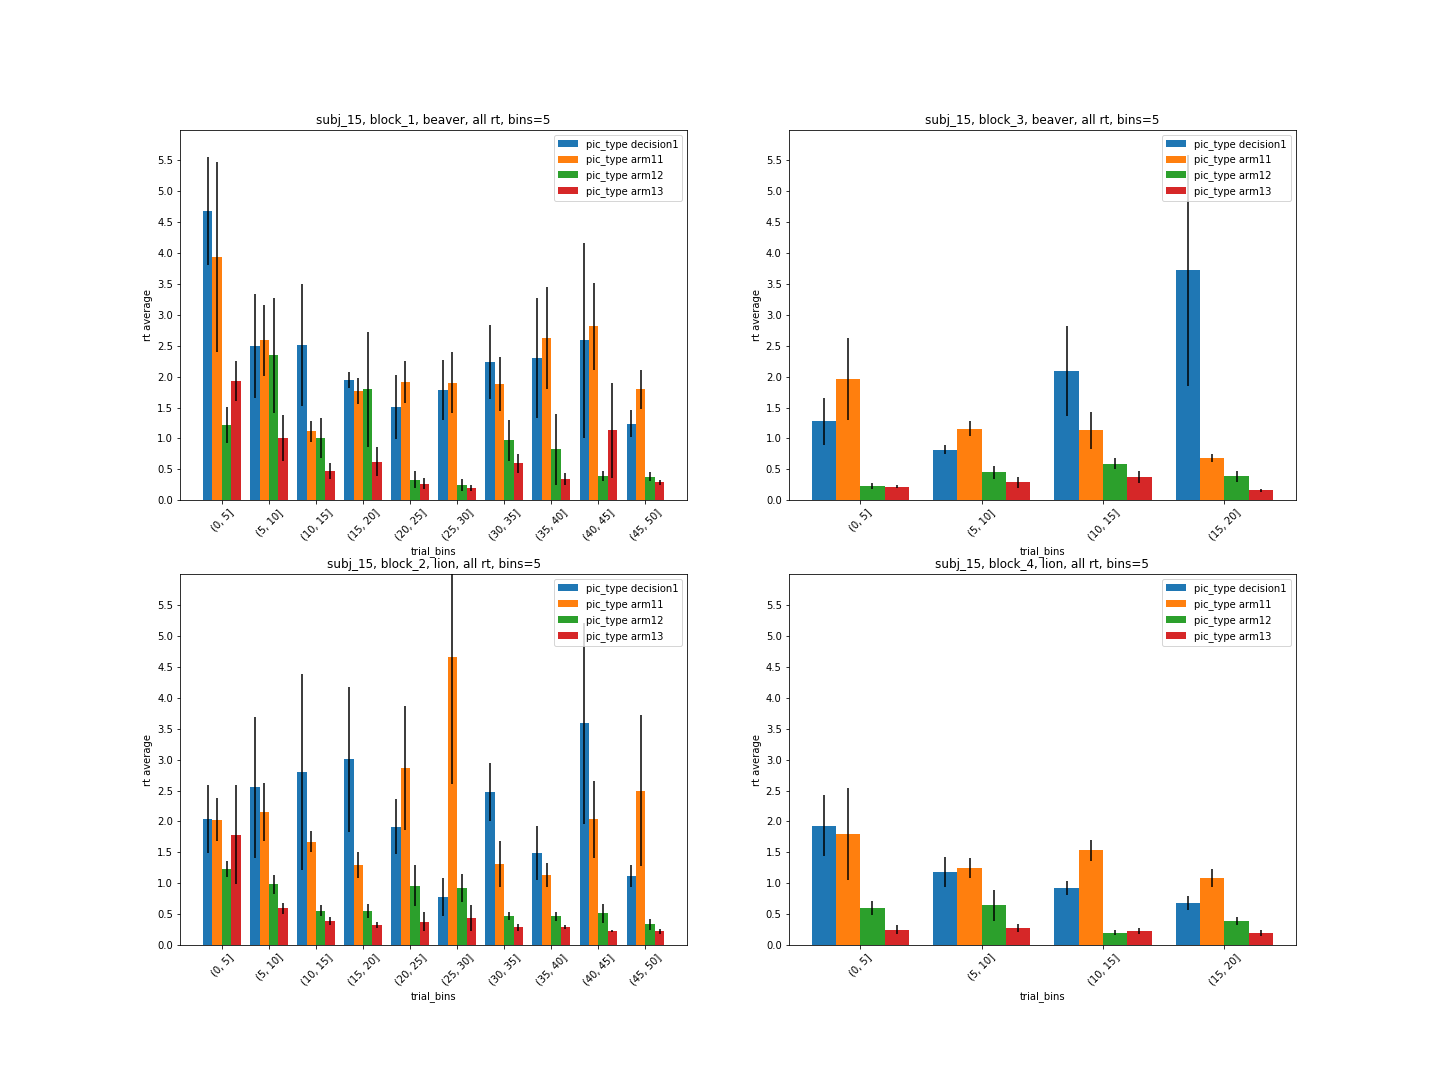 subj_15, block_1, beaver, all rt, bins=5
pic_type decision1
pic_type arm11
pic_type arm12
pic_type arm13
5.5
5.0
4.5
4.0
3.5
3.0
2.5
2.0
1.5
1.0
0.5
0.0
rt average
(0, 5]
(5, 10]
(10, 15]
(15, 20]
(20, 25]
(25, 30]
(30, 35]
(35, 40]
(40, 45]
(45, 50]
trial_bins
subj_15, block_3, beaver, all rt, bins=5
pic_type decision1
pic_type arm11
pic_type arm12
pic_type arm13
5.5
5.0
4.5
4.0
3.5
3.0
2.5
2.0
1.5
1.0
0.5
0.0
rt average
(0, 5]
(5, 10]
(10, 15]
(15, 20]
trial_bins
subj_15, block_2, lion, all rt, bins=5
pic_type decision1
pic_type arm11
pic_type arm12
pic_type arm13
5.5
5.0
4.5
4.0
3.5
3.0
2.5
2.0
1.5
1.0
0.5
0.0
rt average
(0, 5]
(5, 10]
(10, 15]
(15, 20]
(20, 25]
(25, 30]
(30, 35]
(35, 40]
(40, 45]
(45, 50]
trial_bins
subj_15, block_4, lion, all rt, bins=5
pic_type decision1
pic_type arm11
pic_type arm12
pic_type arm13
5.5
5.0
4.5
4.0
3.5
3.0
2.5
2.0
1.5
1.0
0.5
0.0
rt average
(0, 5]
(5, 10]
(10, 15]
(15, 20]
trial_bins